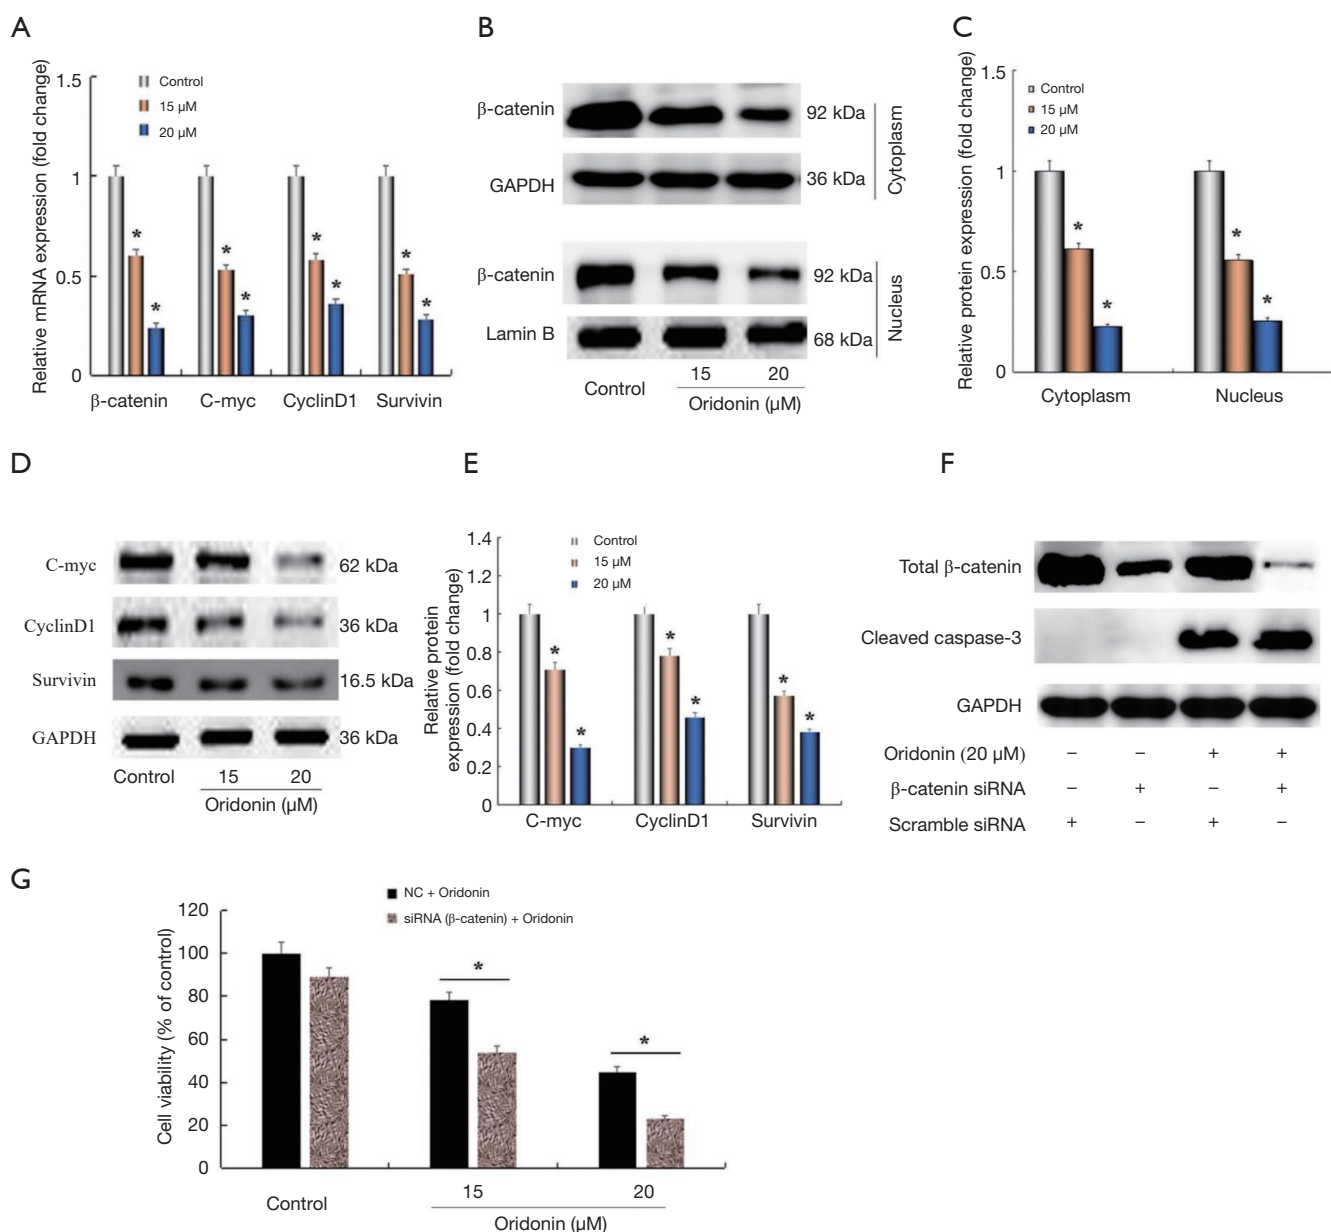 A
Relative mRNA expression (fold change)
1.5
1
0.5
0
Control
15 μM
20 μM
*
*
*
*
*
*
*
*
β-catenin C-myc CyclinD1 Survivin
B
β-catenin 92 kDa
GAPDH 36 kDa
Cytoplasm
β-catenin 92 kDa
Lamin B 68 kDa
Nucleus
Control 15 20
Oridonin (μM)
C
Relative protein expression (fold change)
1.5
1
0.5
0
Control
15 μM
20 μM
*
*
*
*
Cytoplasm Nucleus
D
C-myc 62 kDa
CyclinD1 36 kDa
Survivin 16.5 kDa
GAPDH 36 kDa
Control 15 20
Oridonin (μM)
E
Relative protein
expression (fold change)
1.4
1.2
1
0.8
0.6
0.4
0.2
0
Control
15 μM
20 μM
*
*
*
*
*
*
C-myc CyclinD1 Survivin
F
Total β-catenin
Cleaved caspase-3
GAPDH
Oridonin (20 μM) – – + +
β-catenin siRNA – + – +
Scramble siRNA + – + –
G
Cell viability (% of control)
120
100
80
60
40
20
0
NC + Oridonin
siRNA (β-catenin) + Oridonin
*
*
Control 15 20
Oridonin (μM)